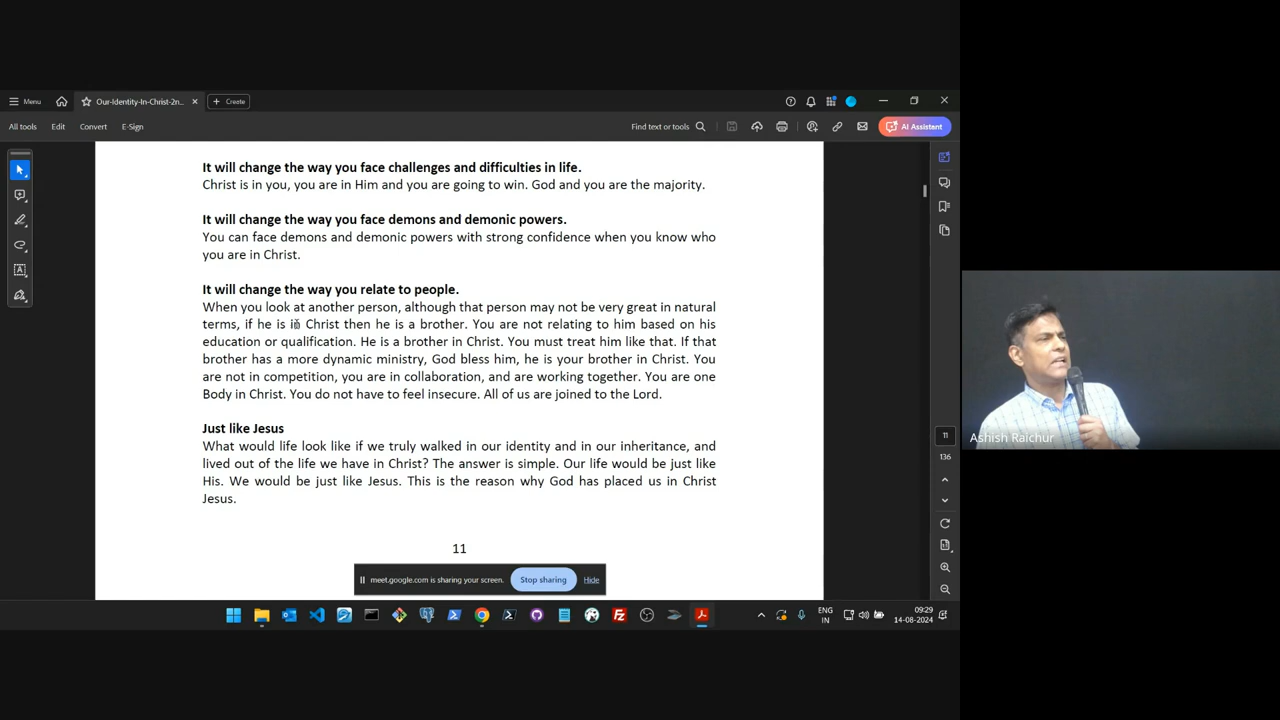 Menu
Our-Identity-In-Christ-2n...
Create
All tools
Edit
Convert
E-Sign
Find text or tools
AI Assistant
It will change the way you face challenges and difficulties in life.
Christ is in you, you are in Him and you are going to win. God and you are the majority.
It will change the way you face demons and demonic powers.
You can face demons and demonic powers with strong confidence when you know who
you are in Christ.
It will change the way you relate to people.
When you look at another person, although that person may not be very great in natural
terms, if he is in Christ then he is a brother. You are not relating to him based on his
education or qualification. He is a brother in Christ. You must treat him like that. If that
brother has a more dynamic ministry, God bless him, he is your brother in Christ. You
are not in competition, you are in collaboration, and are working together. You are one
Body in Christ. You do not have to feel insecure. All of us are joined to the Lord.
Just like Jesus
What would life look like if we truly walked in our identity and in our inheritance, and
lived out of the life we have in Christ? The answer is simple. Our life would be just like
His. We would be just like Jesus. This is the reason why God has placed us in Christ
Jesus.
11
11
136
Ashish Raichur
meet.google.com is sharing your screen.
Stop sharing
Hide
ENG
IN
09:29
14-08-2024